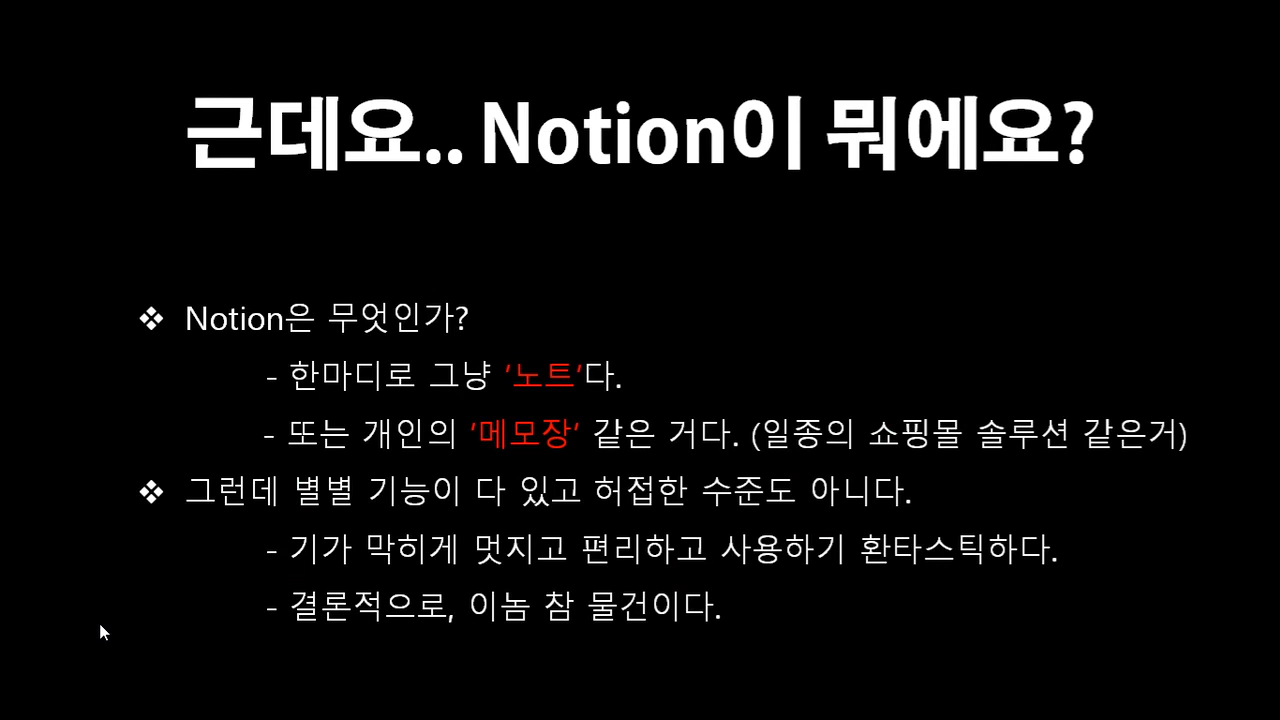 근데요.. Notion이 뭐에요?
❖ Notion은 무엇인가?
- 한마디로 그냥 ‘노트‘다.
- 또는 개인의 ‘메모장’ 같은 거다. (일종의 쇼핑몰 솔루션 같은거)
❖ 그런데 별별 기능이 다 있고 허접한 수준도 아니다.
- 기가 막히게 멋지고 편리하고 사용하기 환타스틱하다.
- 결론적으로, 이놈 참 물건이다.